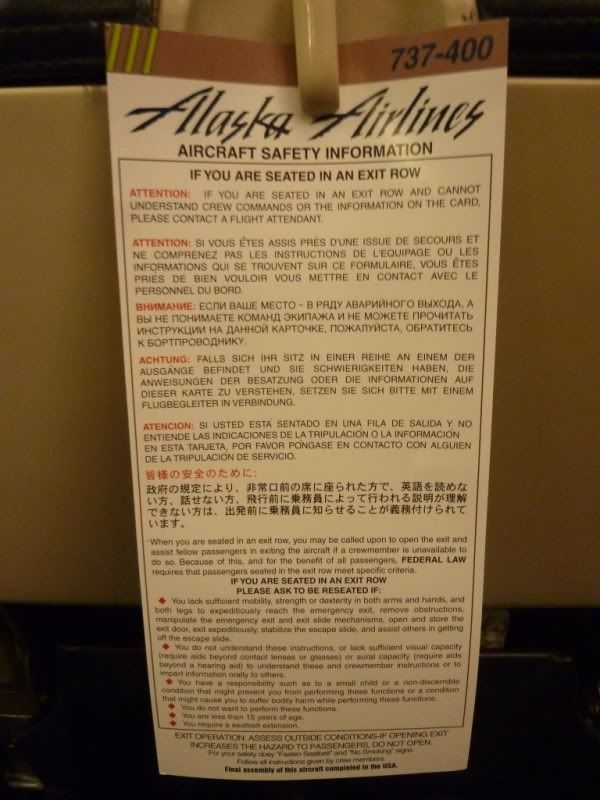 737-400
Alaska Airlines
AIRCRAFT SAFETY INFORMATION
IF YOU ARE SEATED IN AN EXIT ROW
ATTENTION: IF YOU ARE SEATED IN AN EXIT ROW AND CANNOT
UNDERSTAND CREW COMMANDS OR THE INFORMATION ON THE CARD,
PLEASE CONTACT A FLIGHT ATTENDANT.
ATTENTION: SI VOUS ÊTES ASSIS PRÈS D'UNE ISSUE DE SECOURS ET
NE COMPRENEZ PAS LES INSTRUCTIONS DE L'EQUIPAGE OU LES
INFORMATIONS QUI SE TROUVENT SUR CE FORMULAIRE, VOUS ÊTES
PRIES DE BIEN VOULOIR VOUS METTRE EN CONTACT AVEC LE
PERSONNEL DU BORD.
ВНИМАНИЕ: ЕСЛИ ВАШЕ МЕСТО - В РЯДУ АВАРИЙНОГО ВЫХОДА, А
ВЫ НЕ ПОНИМАЕТЕ КОМАНД ЭКИПАЖА И НЕ МОЖЕТЕ ПРОЧИТАТЬ
ИНСТРУКЦИИ НА ДАННОЙ КАРТОЧКЕ, ПОЖАЛУЙСТА, ОБРАТИТЕСЬ
К БОРТПРОВОДНИКУ.
ACHTUNG: FALLS SICH IHR SITZ IN EINER REIHE AN EINEM DER
AUSGÄNGE BEFINDET UND SIE SCHWIERIGKEITEN HABEN, DIE
ANWEISUNGEN DER BESATZUNG ODER DIE INFORMATIONEN AUF
DIESER KARTE ZU VERSTEHEN, SETZEN SIE SICH BITTE MIT EINEM
FLUGBEGLEITER IN VERBINDUNG.
ATENCION: SI USTED ESTA SENTADO EN UNA FILA DE SALIDA Y NO
ENTIENDE LAS INDICACIONES DE LA TRIPULACIÓN O LA INFORMACIÓN
EN ESTA TARJETA, POR FAVOR PONGASE EN CONTACTO CON ALGUIEN
DE LA TRIPULACION DE SERVICIO.
皆様の安全のために:
政府の規定により、非常口前の席に座られた方で、英語を読めな
い方、話せない方、飛行前に乗務員によって行われる説明が理解
できない方は、出発前に乗務員に知らせることが義務付けられて
います。
When you are seated in an exit row, you may be called upon to open the exit and
assist fellow passengers in exiting the aircraft if a crewmember is unavailable to
do so. Because of this, and for the benefit of all passengers, FEDERAL LAW
requires that passengers seated in the exit row meet specific criteria.
IF YOU ARE SEATED IN AN EXIT ROW
PLEASE ASK TO BE RESEATED IF:
◆ You lack sufficient mobility, strength or dexterity in both arms and hands, and
both legs to expeditiously reach the emergency exit, remove obstructions,
manipulate the emergency exit and exit slide mechanisms, open and store the
exit door, exit expeditiously, stabilize the escape slide, and assist others in getting
off the escape slide.
◆ You do not understand these instructions, or lack sufficient visual capacity
(require aids beyond contact lenses or glasses) or aural capacity (require aids
beyond a hearing aid) to understand these and crewmember instructions or to
impart information orally to others.
◆ You have a responsibility such as to a small child or a non-discernible
condition that might prevent you from performing these functions or a condition
that might cause you to suffer bodily harm while performing these functions.
◆ You do not want to perform these functions.
◆ You are less than 15 years of age.
◆ You require a seatbelt extension.
EXIT OPERATION: ASSESS OUTSIDE CONDITIONS-IF OPENING EXIT
INCREASES THE HAZARD TO PASSENGERS, DO NOT OPEN.
For your safety obey "Fasten Seatbelt" and "No Smoking" signs.
Follow all instructions given by crew members.
Final assembly of this aircraft completed in the USA.